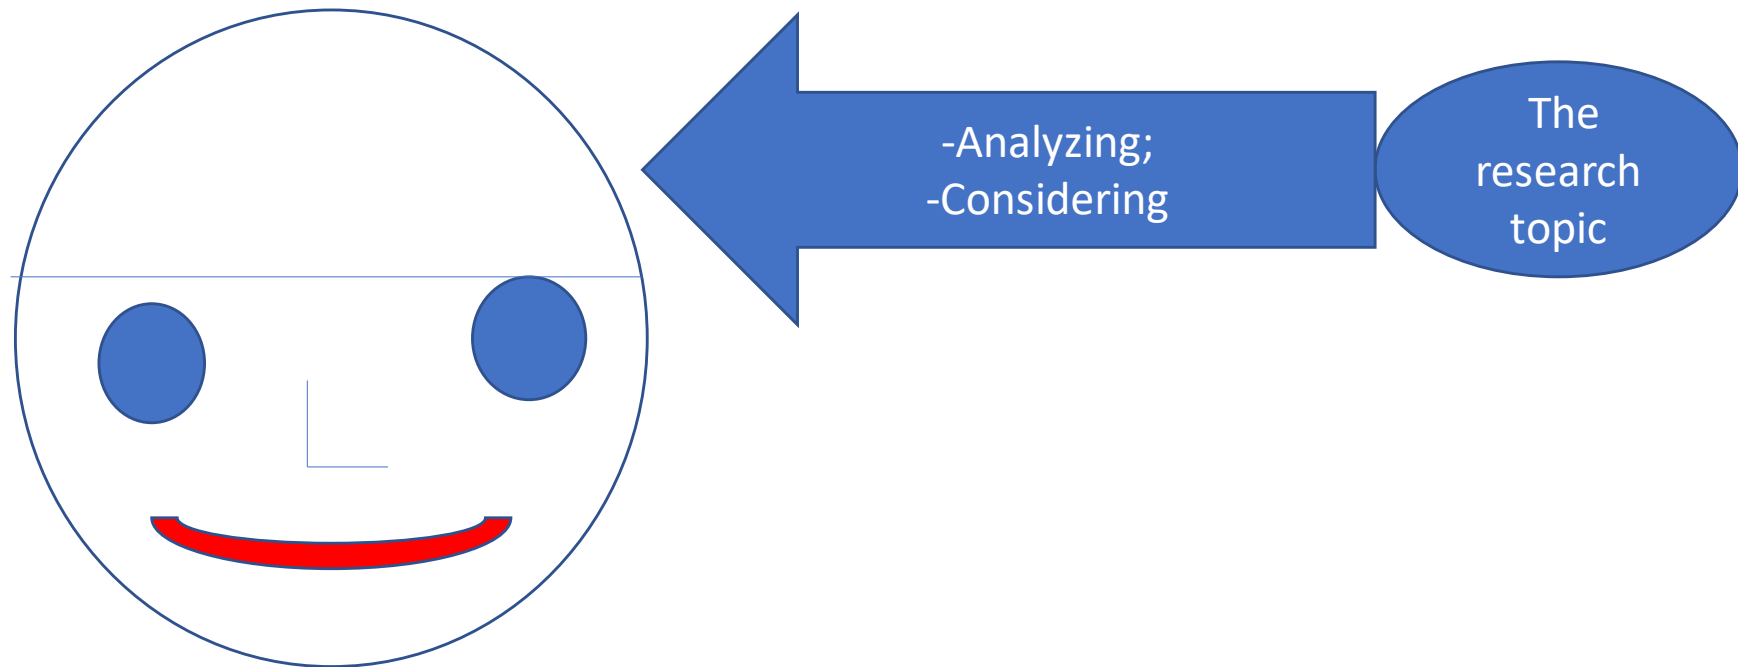 -Analyzing;
-Considering
The
research
topic